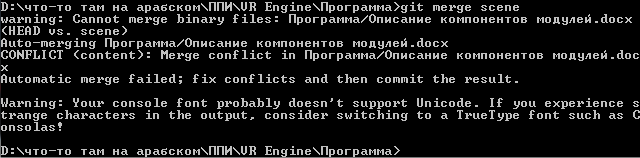 D:\что-то там на арабском\ППИ\VR Engine\Программа>git merge scene
warning: Cannot merge binary files: Программа/Описание компонентов модулей.docx
(HEAD vs. scene)
Auto-merging Программа/Описание компонентов модулей.docx
CONFLICT (content): Merge conflict in Программа/Описание компонентов модулей.doc
x
Automatic merge failed; fix conflicts and then commit the result.
Warning: Your console font probably doesn't support Unicode. If you experience s
trange characters in the output, consider switching to a TrueType font such as C
onsolas!
D:\что-то там на арабском\ППИ\VR Engine\Программа>